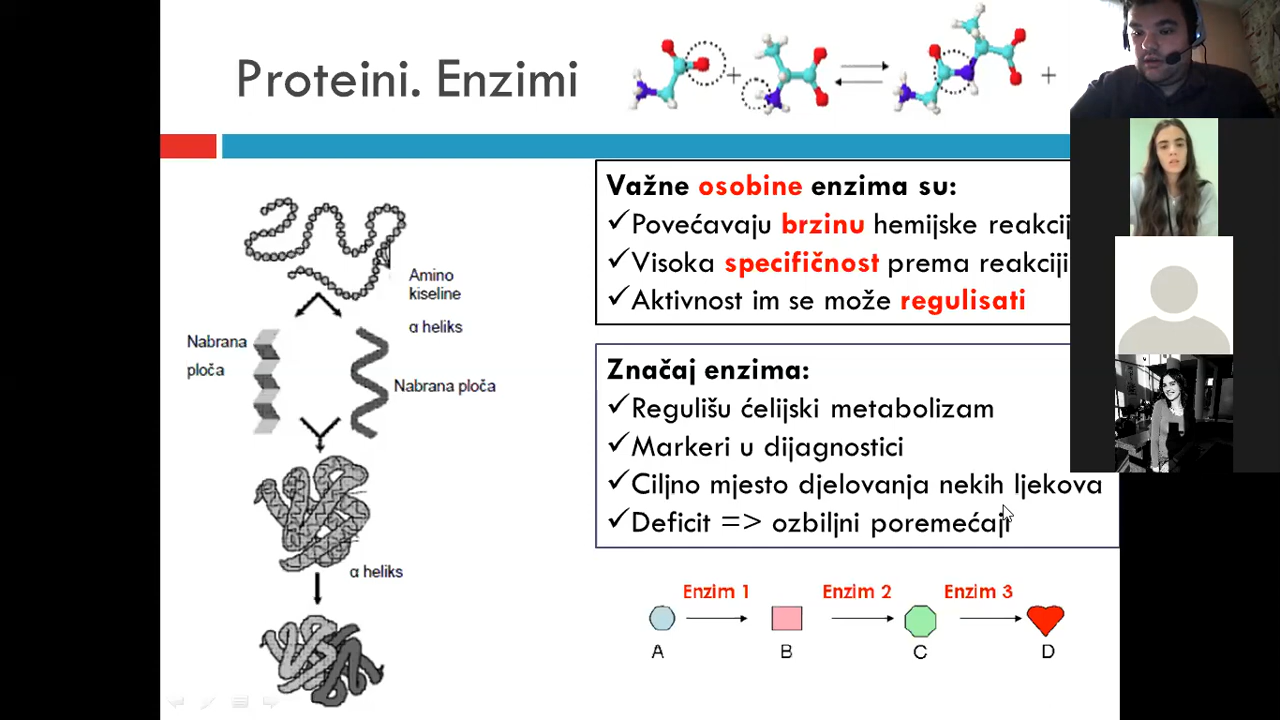 Proteini. Enzimi
+
+
Važne osobine enzima su:
✓Povećavaju brzinu hemijske
✓Visoka specifičnost prema reakciji
✓Aktivnost im se može regulisati
Amino
kiseline
α heliks
Nabrana
ploča
Nabrana ploča
α heliks
Značaj enzima:
✓Regulišu ćelijski metabolizam
✓Markeri u dijagnostici
✓Ciljno mjesto djelovanja nekih ljekova
✓Deficit => ozbiljni poremećaji
Enzim 1 Enzim 2 Enzim 3
A B C D